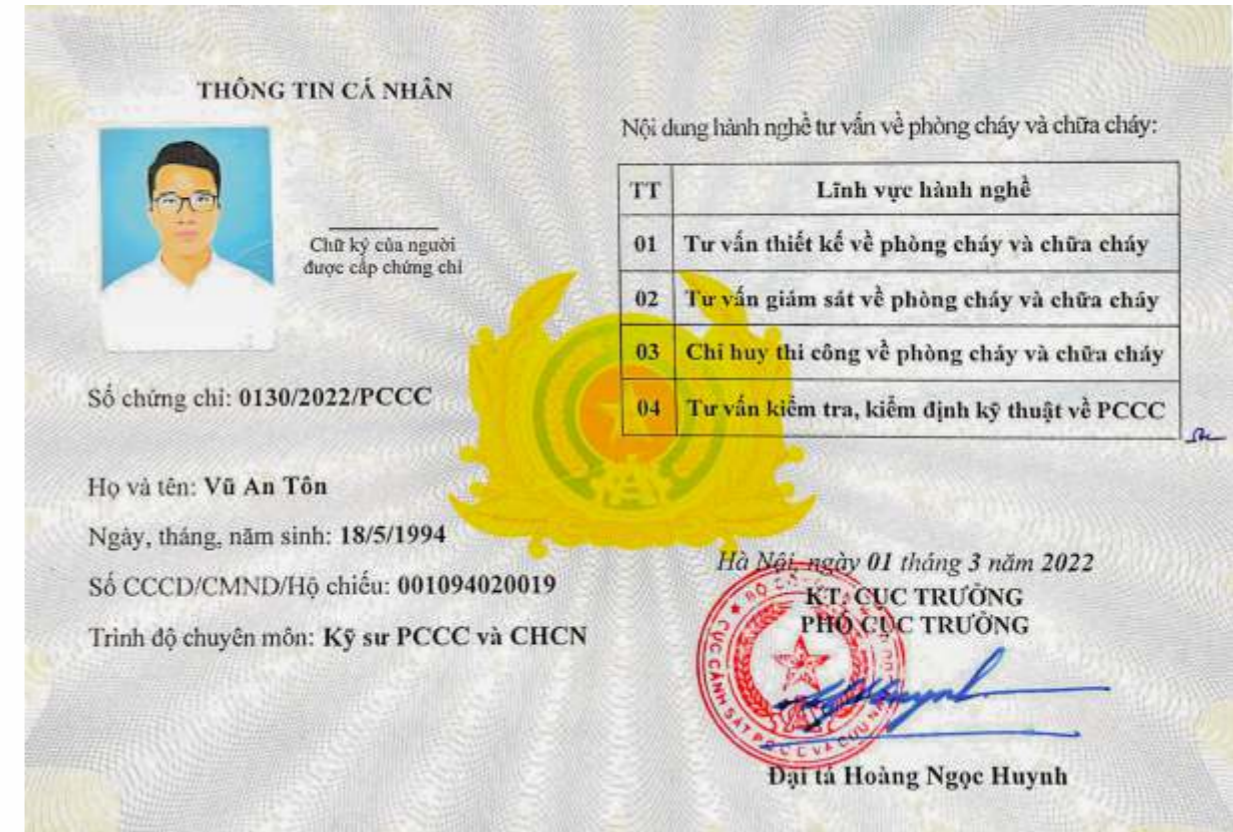 THÔNG TIN CÁ NHÂN
Chữ ký của người
được cấp chứng chỉ
Số chứng chỉ: 0130/2022/PCCC
Họ và tên: Vũ An Tôn
Ngày, tháng, năm sinh: 18/5/1994
Số CCCD/CMND/Hộ chiếu: 001094020019
Trình độ chuyên môn: Kỹ sư PCCC và CHCN
Nội dung hành nghề tư vấn về phòng cháy và chữa cháy:
TT Lĩnh vực hành nghề
01 Tư vấn thiết kế về phòng cháy và chữa cháy
02 Tư vấn giám sát về phòng cháy và chữa cháy
03 Chỉ huy thi công về phòng cháy và chữa cháy
04 Tư vấn kiểm tra, kiểm định kỹ thuật về PCCC
Hà Nội, ngày 01 tháng 3 năm 2022
KT. CỤC TRƯỞNG
PHÓ CỤC TRƯỞNG
CỤC CẢNH SÁT PCCC VÀ CỨU
Đại tá Hoàng Ngọc Huynh